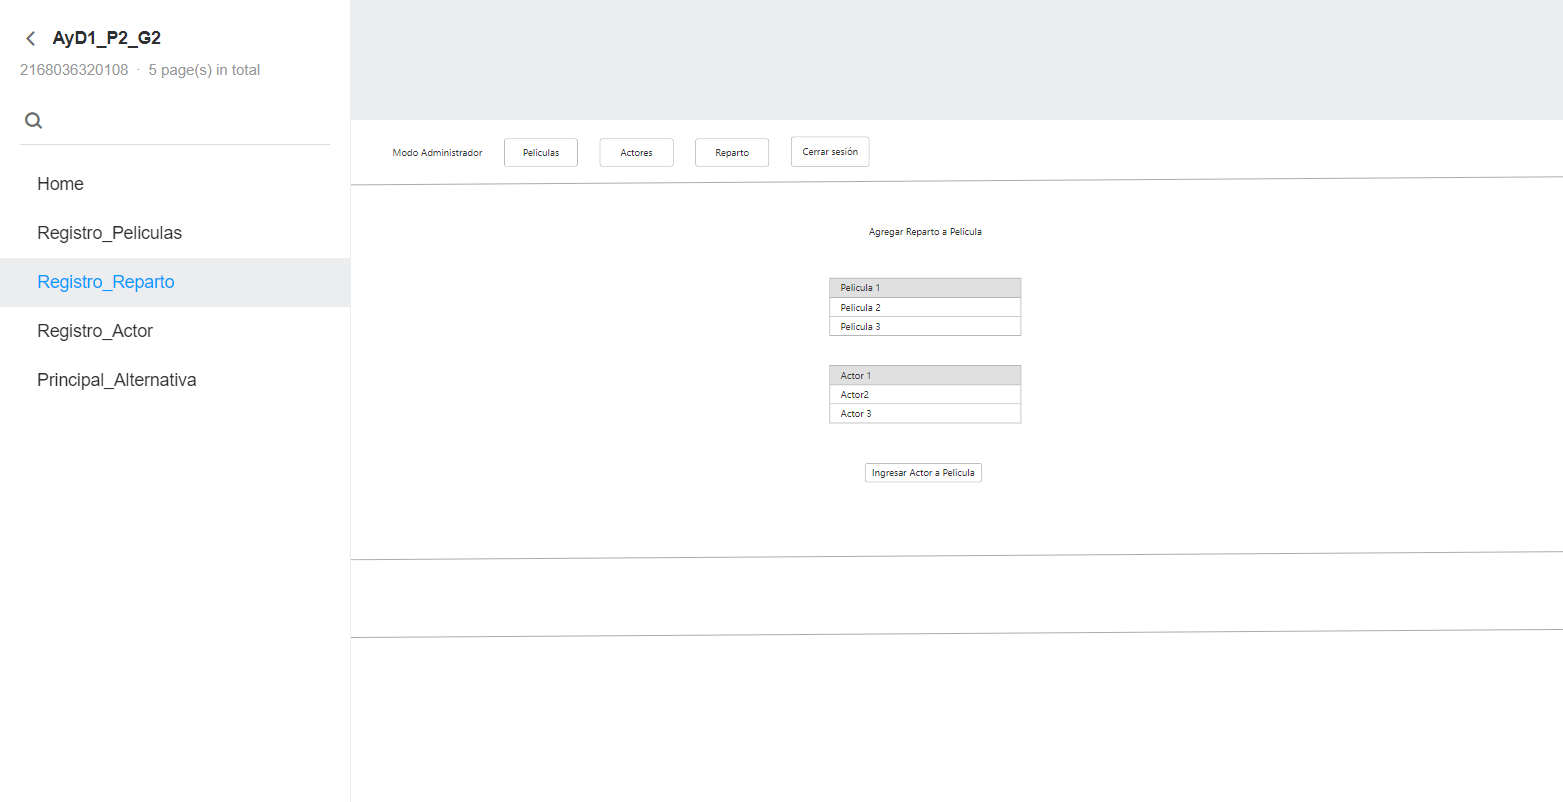 AyD1_P2_G2
2168036320108 · 5 page(s) in total
Home
Registro_Peliculas
Registro_Reparto
Registro_Actor
Principal_Alternativa
Modo Administrador
Peliculas
Actores
Reparto
Cerrar sesión
Agregar Reparto a Pelicula
Pelicula 1
Pelicula 2
Pelicula 3
Actor 1
Actor2
Actor 3
Ingresar Actor a Pelicula